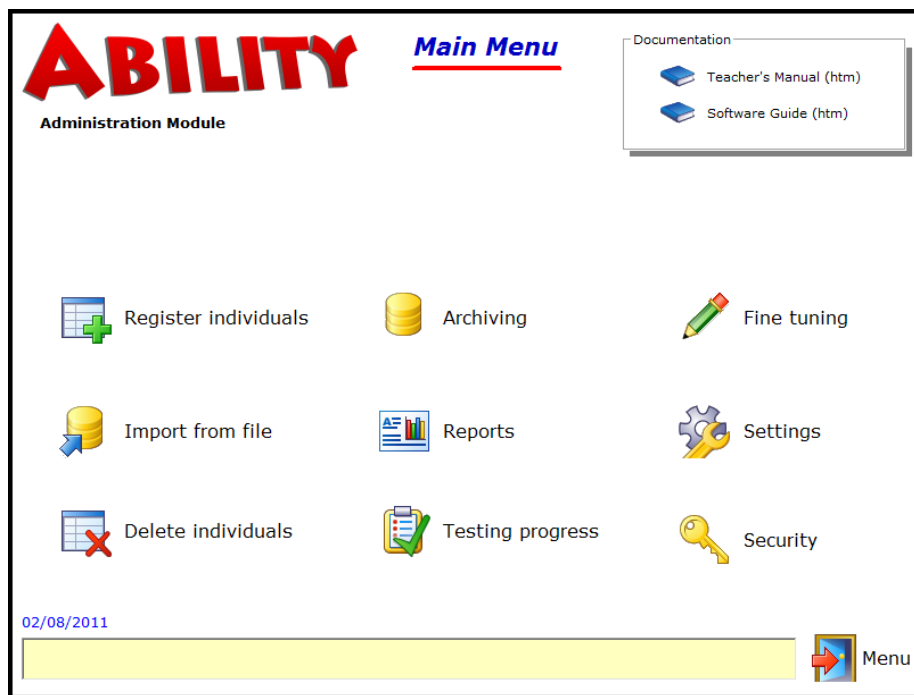 ABILITY
Main Menu
Administration Module
Documentation
Teacher's Manual (htm)
Software Guide (htm)
Register individuals
Archiving
Fine tuning
Import from file
Reports
Settings
Delete individuals
Testing progress
Security
02/08/2011
Menu